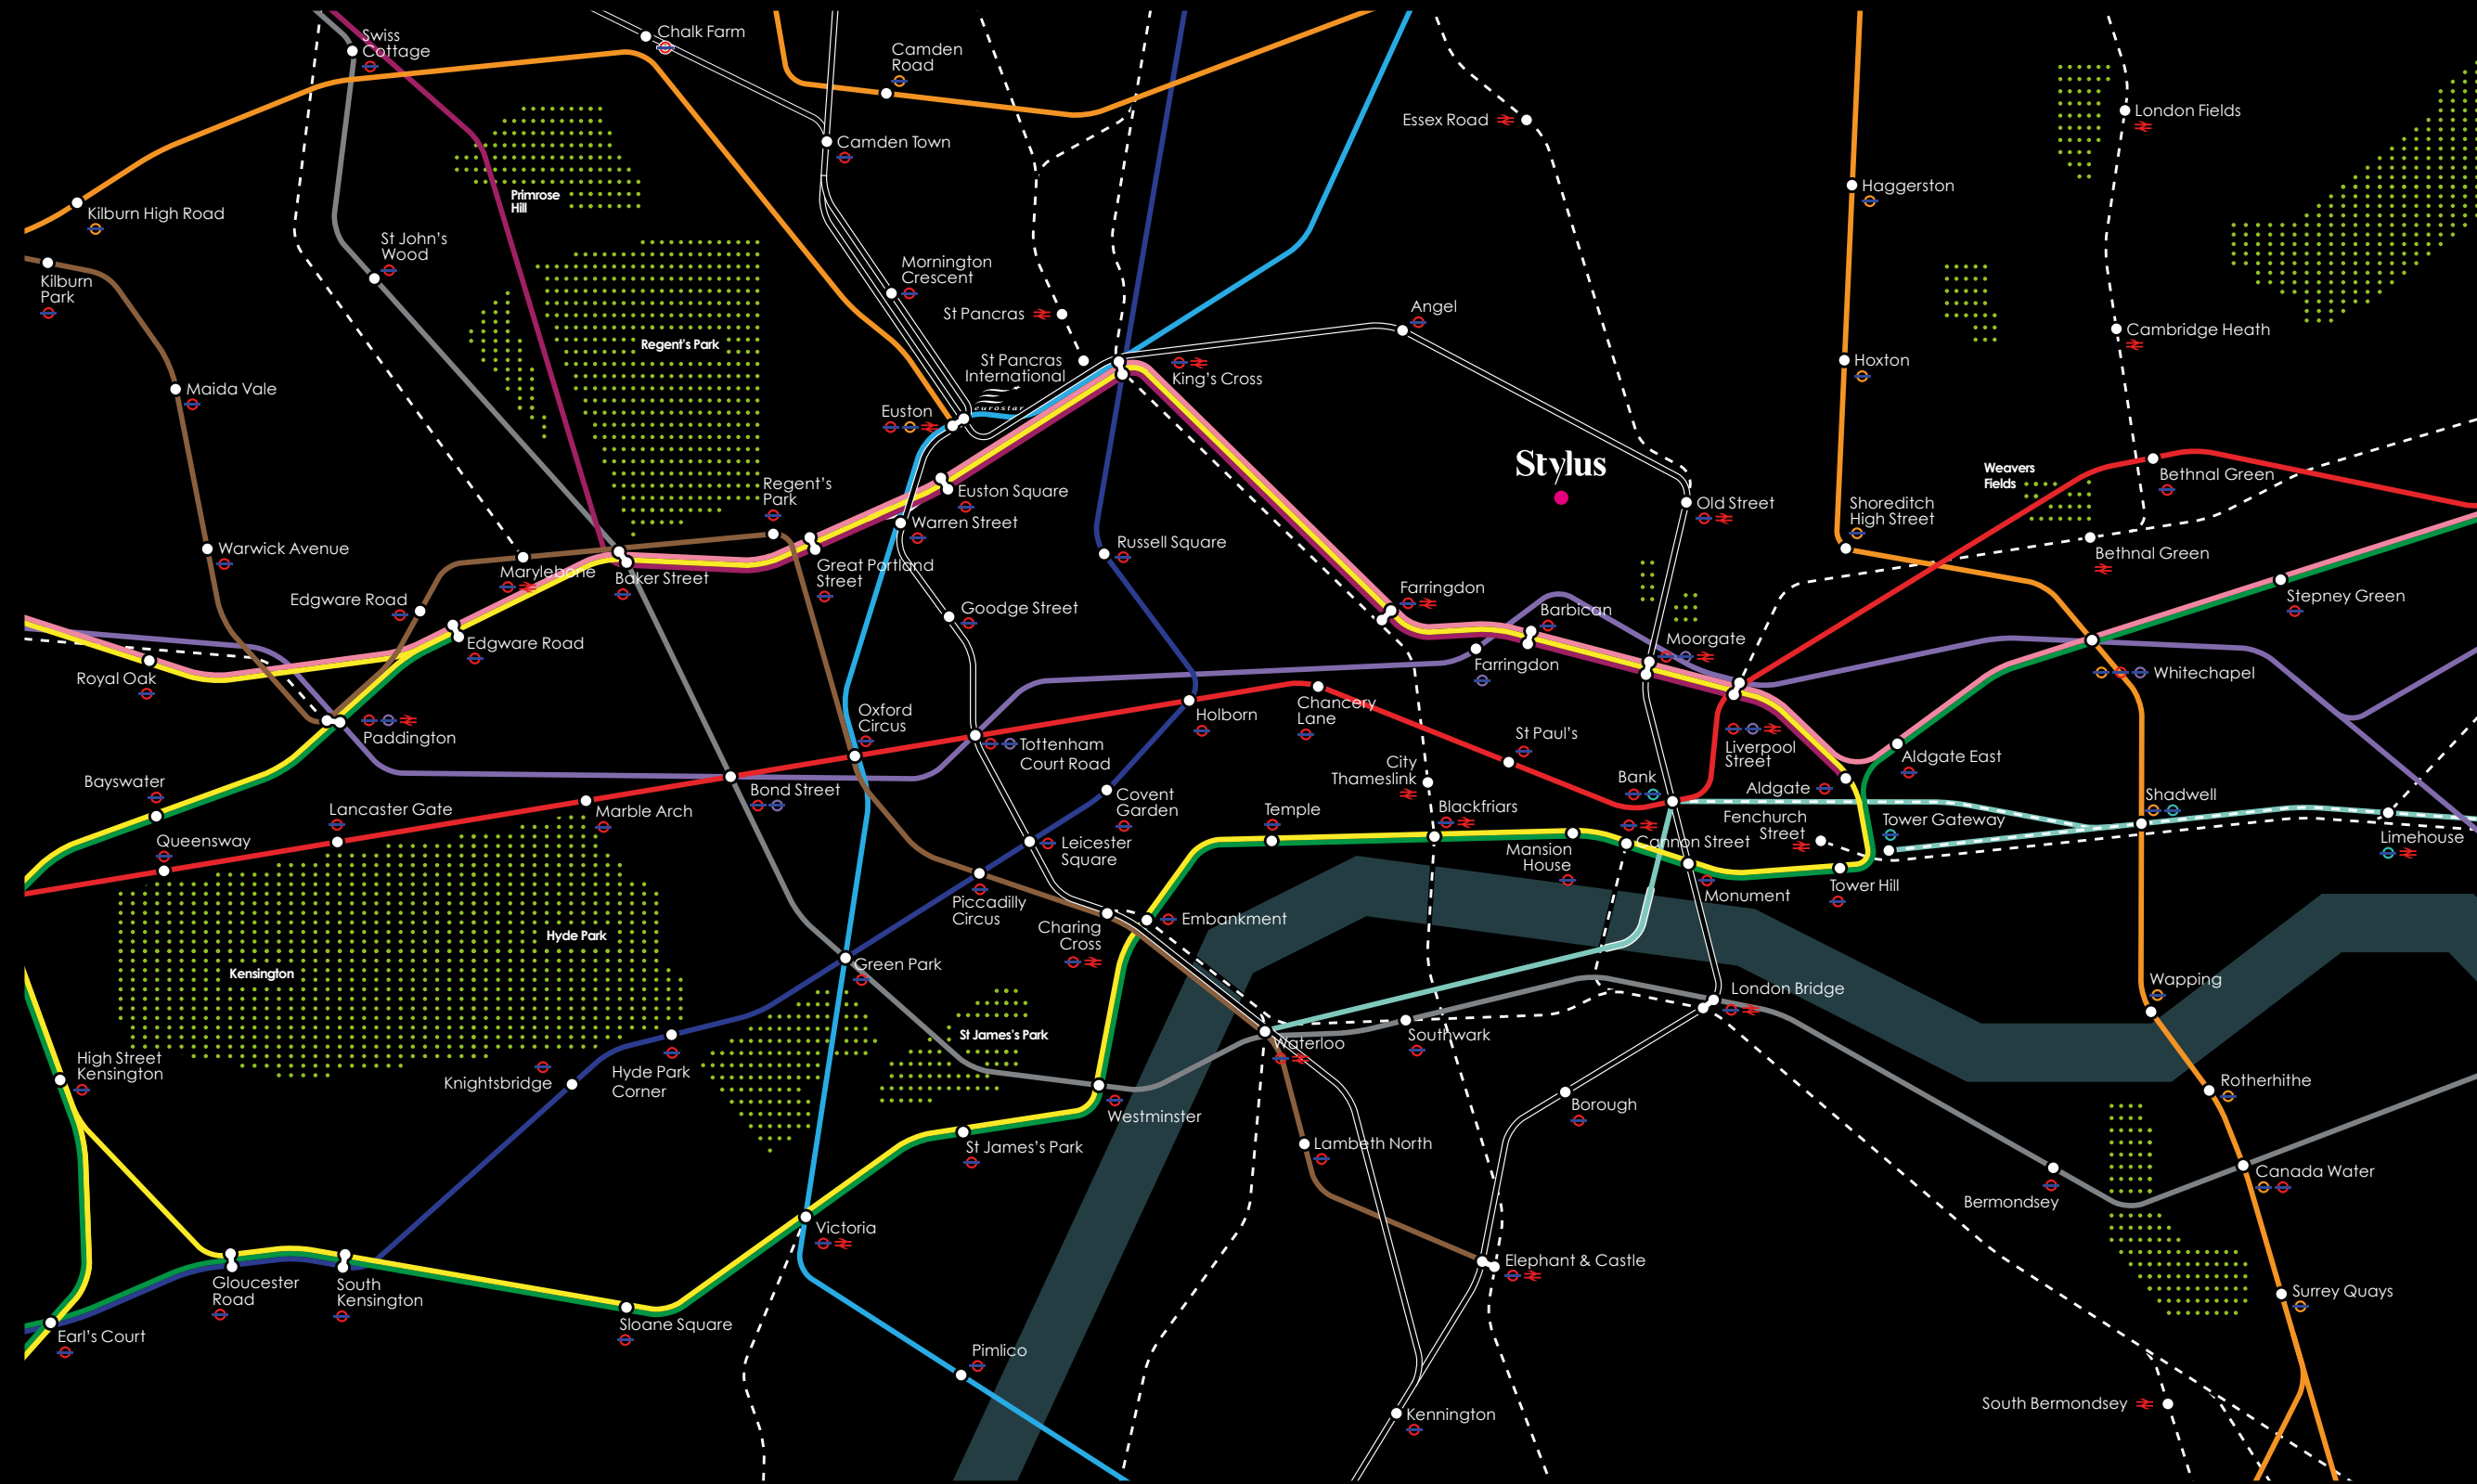 Swiss
Cottage
Chalk Farm
Camden
Road
Camden Town
Essex Road
London Fields
Haggerston
Primrose
Hill
Kilburn High Road
Kilburn
Park
St John's
Wood
Mornington
Crescent
St Pancras
Angel
Cambridge Heath
Regent's Park
St Pancras
International
eurostar
King's Cross
Hoxton
Maida Vale
Euston
Stylus
Weavers
Fields
Bethnal Green
Regent's
Park
Euston Square
Warren Street
Old Street
Shoreditch
High Street
Warwick Avenue
Russell Square
Bethnal Green
Marylebone
Baker Street
Great Portland
Street
Edgware Road
Goodge Street
Farringdon
Barbican
Stepney Green
Edgware Road
Moorgate
Farringdon
Royal Oak
Whitechapel
Paddington
Oxford
Circus
Holborn
Chancery
Lane
St Paul's
Liverpool
Street
Tottenham
Court Road
Aldgate East
Bayswater
City
Thameslink
Bank
Aldgate
Bond Street
Lancaster Gate
Marble Arch
Covent
Garden
Temple
Blackfriars
Shadwell
Queensway
Fenchurch
Street
Tower Gateway
Limehouse
Leicester
Square
Mansion
House
Cannon Street
Tower Hill
Monument
Piccadilly
Circus
Charing
Cross
Embankment
Hyde Park
Kensington
Green Park
Wapping
London Bridge
St James's Park
Southwark
Waterloo
High Street
Kensington
Knightsbridge
Hyde Park
Corner
Rotherhithe
Borough
Westminster
Lambeth North
St James's Park
Canada Water
Bermondsey
Victoria
Elephant & Castle
Gloucester
Road
South
Kensington
Surrey Quays
Sloane Square
Earl's Court
Pimlico
South Bermondsey
Kennington